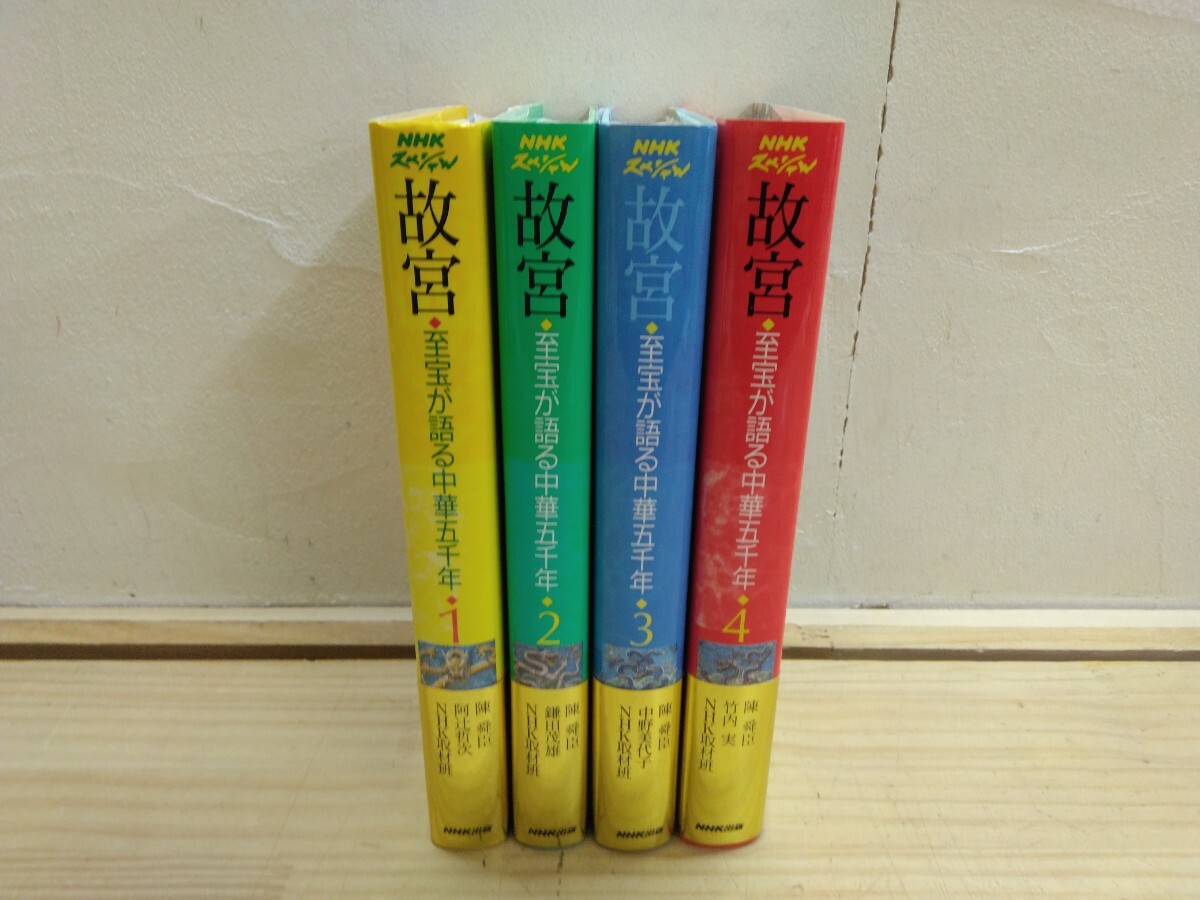 NHK
スペシャル
故宮
至宝が語る中華五千年
1
陳 舜臣
阿辻哲次
NHK取材班
NHK出版
NHK
スペシャル
故宮
至宝が語る中華五千年
2
陳 舜臣
鎌田茂雄
NHK取材班
NHK出版
NHK
スペシャル
故宮
至宝が語る中華五千年
3
陳 舜臣
中野美代子
NHK取材班
NHK出版
NHK
スペシャル
故宮
至宝が語る中華五千年
4
陳 舜臣
竹内 実
NHK取材班
NHK出版